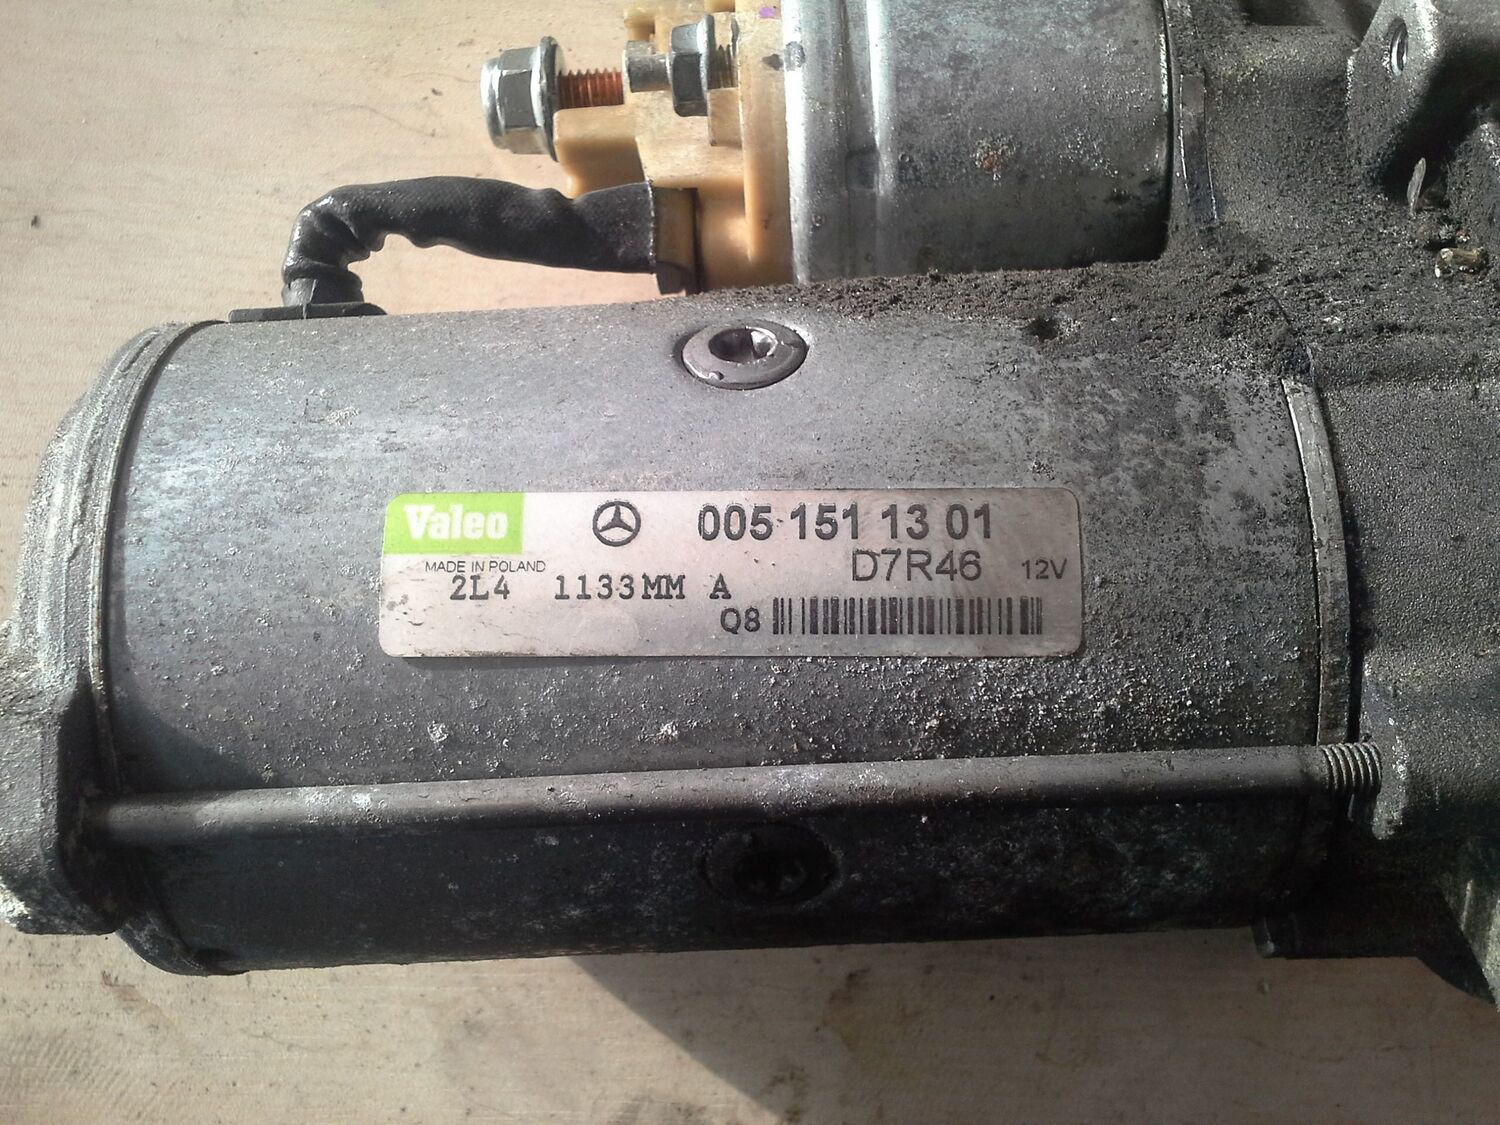 Valeo 005 151 13 01
MADE IN POLAND D7R46 12V
2L4 1133MM A
Q8